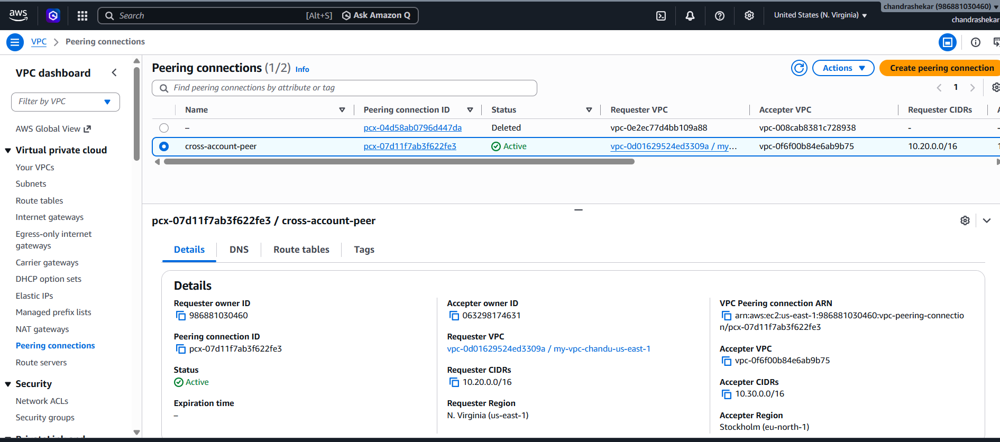 aws
Search [Alt+S] Ask Amazon Q
United States (N. Virginia)
chandrashekar (986881030460)
chandrashekar
VPC Peering connections
VPC dashboard
Filter by VPC
AWS Global View
Virtual private cloud
Your VPCs
Subnets
Route tables
Internet gateways
Egress-only internet
gateways
Carrier gateways
DHCP option sets
Elastic IPs
Managed prefix lists
NAT gateways
Peering connections
Route servers
Security
Network ACLs
Security groups
Peering connections (1/2) Info
Actions
Create peering connection
Find peering connections by attribute or tag
1
Name Peering connection ID Status Requester VPC Accepter VPC Requester CIDRs
– pcx-04d58ab0796d447da Deleted vpc-0e2ec77d4bb109a88 vpc-008cab8381c728938 -
cross-account-peer pcx-07d11f7ab3f622fe3 Active vpc-0d01629524ed3309a / my... vpc-0f6f00b84e6ab9b75 10.20.0.0/16
pcx-07d11f7ab3f622fe3 / cross-account-peer
Details DNS Route tables Tags
Details
Requester owner ID
986881030460
Peering connection ID
pcx-07d11f7ab3f622fe3
Status
Active
Expiration time
–
Accepter owner ID
063298174631
Requester VPC
vpc-0d01629524ed3309a / my-vpc-chandu-us-east-1
Requester CIDRs
10.20.0.0/16
Requester Region
N. Virginia (us-east-1)
VPC Peering connection ARN
arn:aws:ec2:us-east-1:986881030460:vpc-peering-connectio
n/pcx-07d11f7ab3f622fe3
Accepter VPC
vpc-0f6f00b84e6ab9b75
Accepter CIDRs
10.30.0.0/16
Accepter Region
Stockholm (eu-north-1)